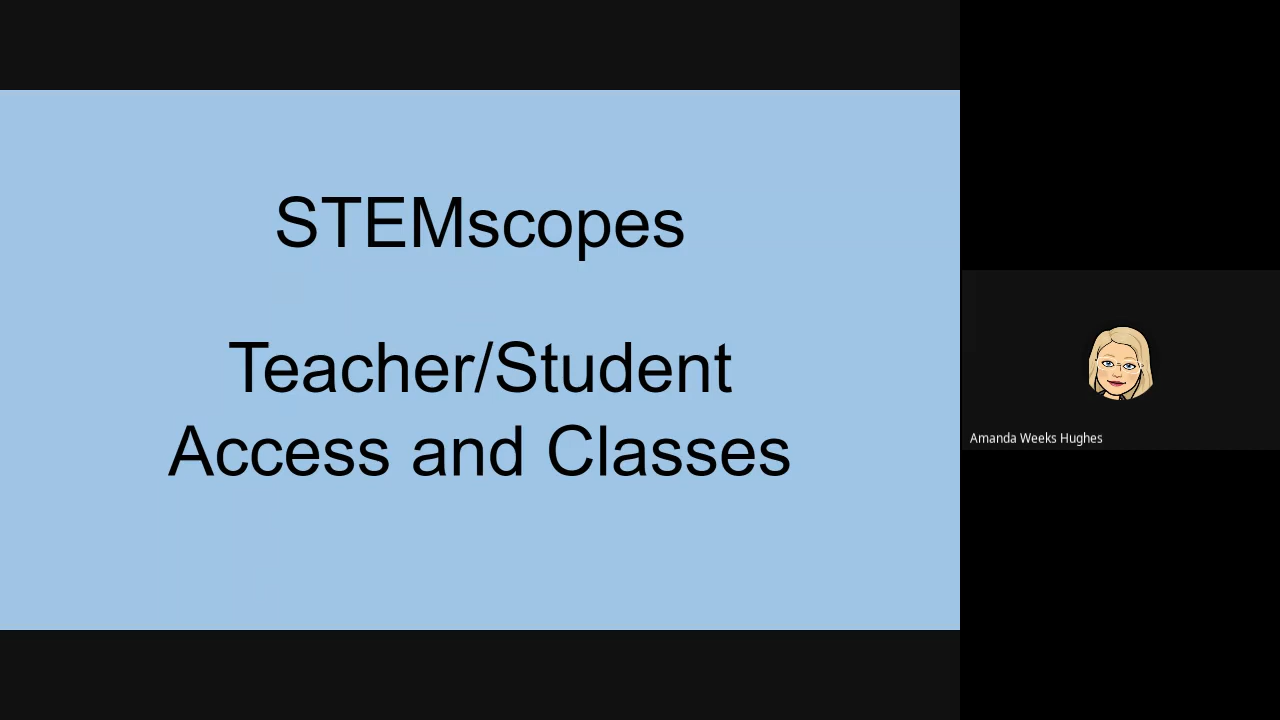 STEMscopes
Teacher/Student
Access and Classes
Amanda Weeks Hughes